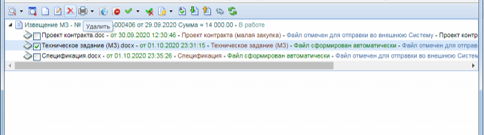 Извещение МЗ - № 000406 от 29.09.2020 Сумма = 14 000.00 - В работе
Удалить
Проект контракта.doc - от 30.09.2020 12:30:46 - Проект контракта (малая закупка) - Файл отмечен для отправки во внешнюю Систему - Проект контр
Техническое задание (МЗ).docx - от 01.10.2020 23:31:15 - Техническое задание (МЗ) - Файл сформирован автоматически - Файл отмечен для отправ
Спецификация.docx - от 01.10.2020 23:35:26 - Спецификация - Файл сформирован автоматически - Файл отмечен для отправки во внешнюю Систему